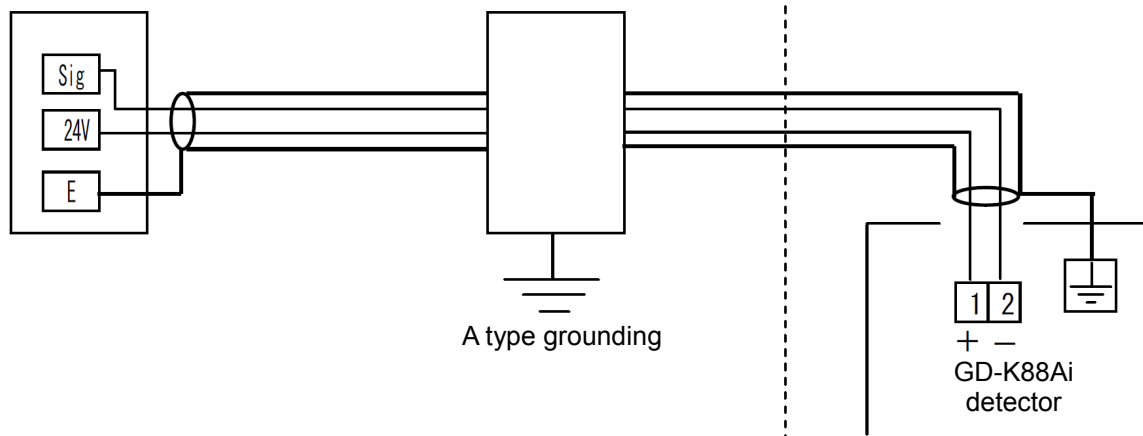 Sig
24V
E
A type grounding
1 2
+ −
GD-K88Ai
detector